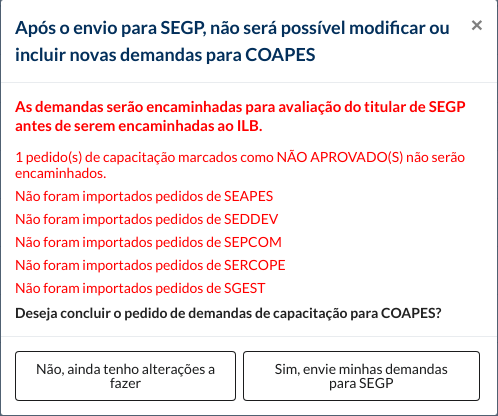 Após o envio para SEGP, não será possível modificar ou
incluir novas demandas para COAPES
×
As demandas serão encaminhadas para avaliação do titular de SEGP
antes de serem encaminhadas ao ILB.
1 pedido(s) de capacitação marcados como NÃO APROVADO(S) não serão
encaminhados.
Não foram importados pedidos de SEAPES
Não foram importados pedidos de SEDDEV
Não foram importados pedidos de SEPCOM
Não foram importados pedidos de SERCOPE
Não foram importados pedidos de SGEST
Deseja concluir o pedido de demandas de capacitação para COAPES?
Não, ainda tenho alterações a
fazer
Sim, envie minhas demandas
para SEGP